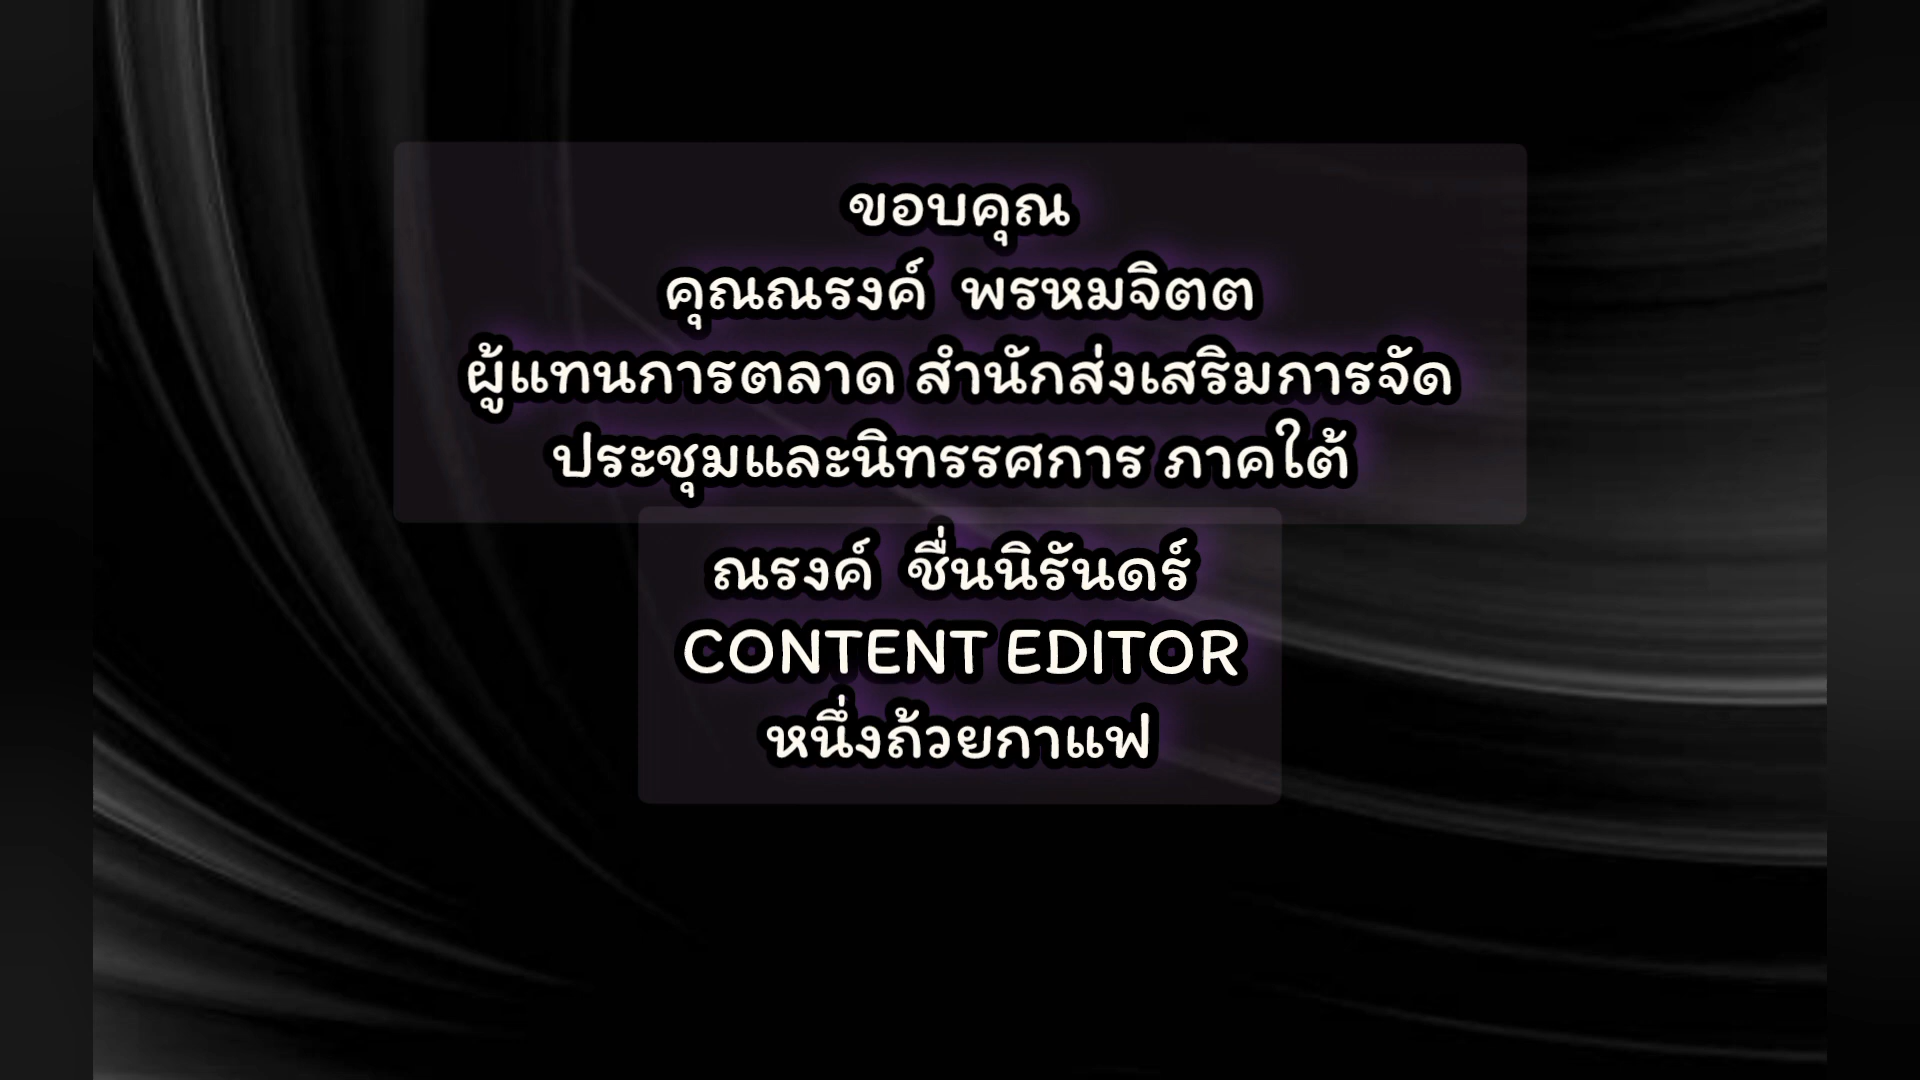 ขอบคุณ
คุณณรงค์ พรหมจิตต
ผู้แทนการตลาด สำนักส่งเสริมการจัด
ประชุมและนิทรรศการ ภาคใต้
ณรงค์ ชื่นนิรันดร์
CONTENT EDITOR
หนึ่งถ้วยกาแฟ